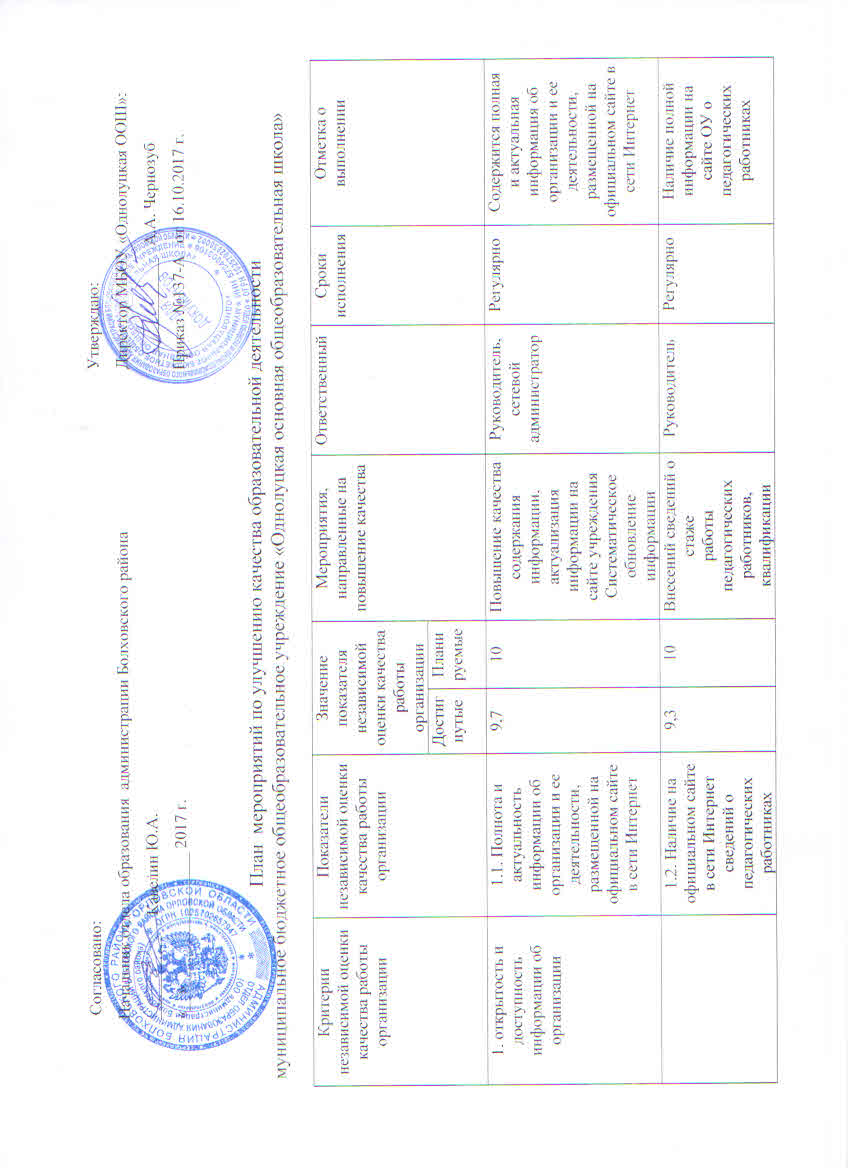 Согласовано:
Начальник отдела образования администрации Болховского района
Ю.А.
2017 г.
Утверждаю:
Директор МБОУ «Однолуцкая ООШ»:
А.А. Чернозуб
Приказ №137-А от 16.10.2017 г.
План мероприятий по улучшению качества образовательной деятельности
муниципальное бюджетное общеобразовательное учреждение «Однолуцкая основная общеобразовательная школа»
Критерии
независимой оценки
качества работы
организации
Показатели
независимой оценки
качества работы
организации
Значение
показателя
независимой
оценки качества
работы
организации
Достиг
нутые
Плани
руемые
Мероприятия,
направленные на
повышение качества
Ответственный
Сроки
исполнения
Отметка о
выполнении
1. открытость и
доступность
информации об
организации
1.1. Полнота и
актуальность
информации об
организации и ее
деятельности,
размещенной на
официальном сайте
в сети Интернет
9,7
10
Повышение качества
содержания
информации,
актуализация
информации на
сайте учреждения
Систематическое
обновление
информации
Руководитель,
сетевой
администратор
Регулярно
Содержится полная
и актуальная
информация об
организации и ее
деятельности,
размещенной на
официальном сайте в
сети Интернет
1.2. Наличие на
официальном сайте
в сети Интернет
сведений о
педагогических
работниках
9,3
10
Внесений сведений о
стаже
работы
педагогических
работников,
квалификации
Руководитель
Регулярно
Наличие полной
информации на
сайте ОУ о
педагогических
работниках